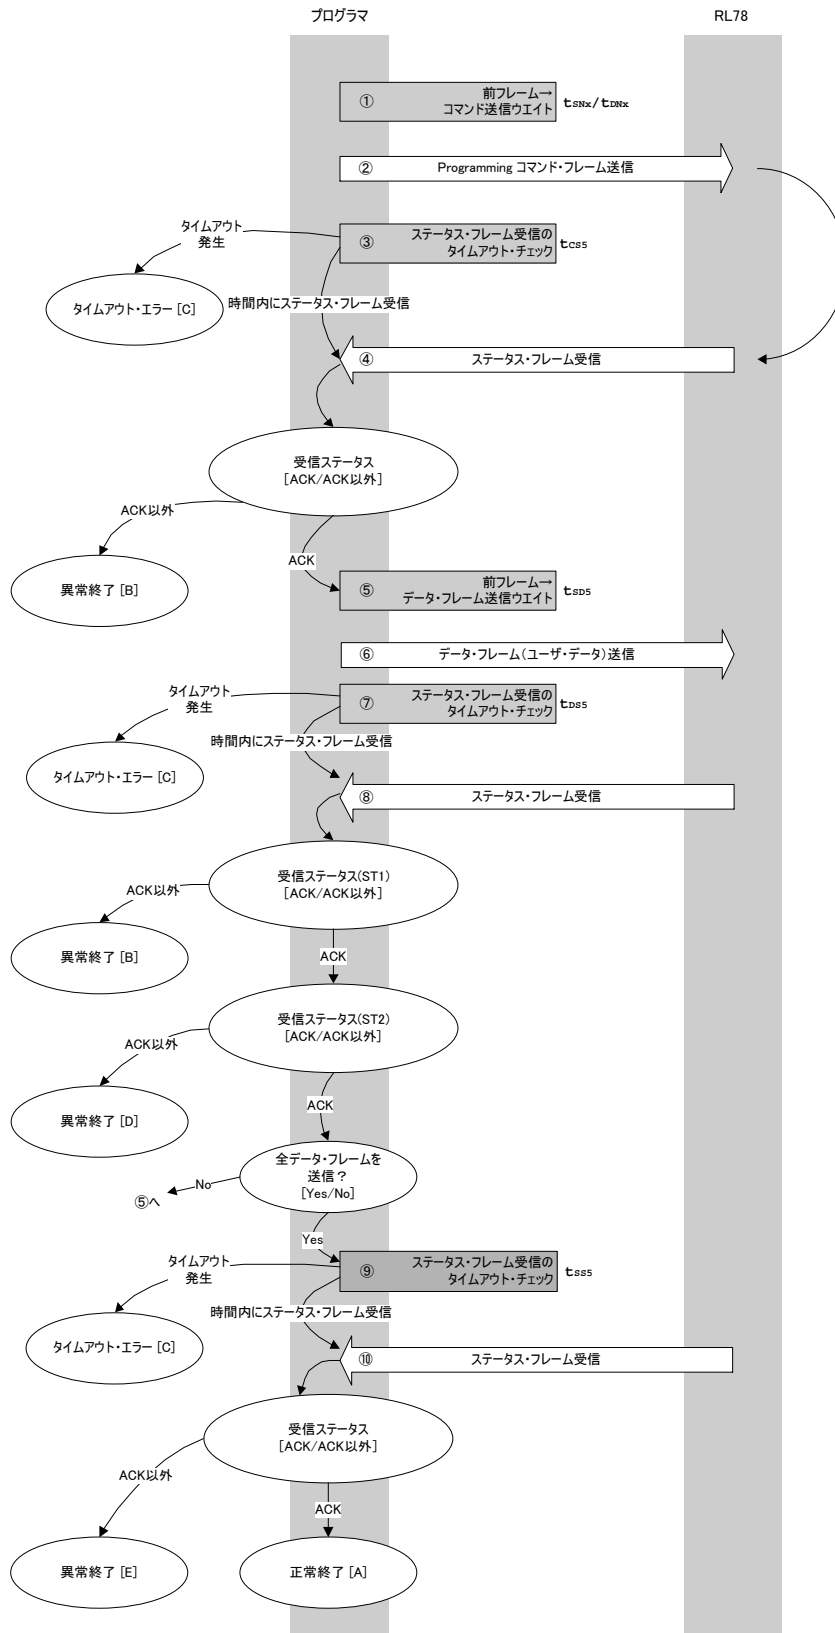 プログラマ
RL78
①
前フレーム→
コマンド送信ウエイト
tSNx/tDNx
②
Programming コマンド・フレーム送信
タイムアウト
発生
③
ステータス・フレーム受信の
タイムアウト・チェック
tCS5
タイムアウト・エラー [C]
時間内にステータス・フレーム受信
④
ステータス・フレーム受信
受信ステータス
[ACK/ACK以外]
ACK以外
異常終了 [B]
ACK
⑤
前フレーム→
データ・フレーム送信ウエイト
tSD5
⑥
データ・フレーム(ユーザ・データ)送信
タイムアウト
発生
⑦
ステータス・フレーム受信の
タイムアウト・チェック
tDS5
時間内にステータス・フレーム受信
タイムアウト・エラー [C]
⑧
ステータス・フレーム受信
受信ステータス(ST1)
[ACK/ACK以外]
ACK以外
異常終了 [B]
ACK
受信ステータス(ST2)
[ACK/ACK以外]
ACK以外
異常終了 [D]
ACK
全データ・フレームを
送信？
[Yes/No]
No
⑤へ
Yes
タイムアウト
発生
⑨
ステータス・フレーム受信の
タイムアウト・チェック
tSS5
時間内にステータス・フレーム受信
タイムアウト・エラー [C]
⑩
ステータス・フレーム受信
受信ステータス
[ACK/ACK以外]
ACK以外
ACK
異常終了 [E]
正常終了 [A]